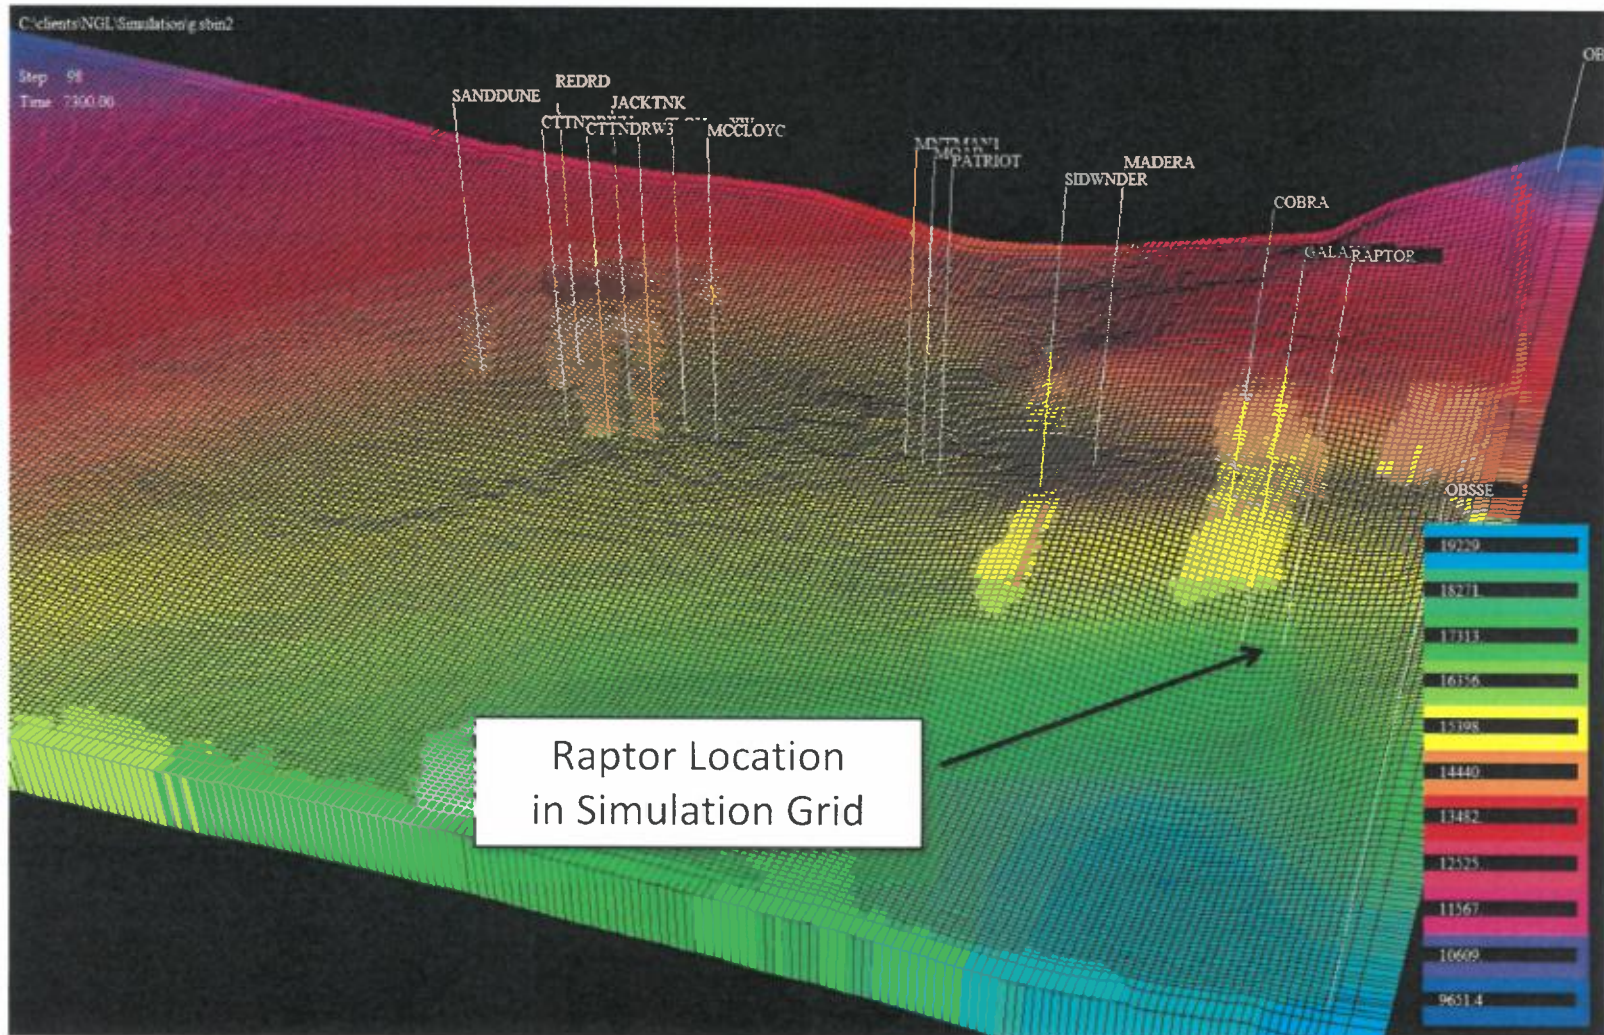 C:\clients\NGL\Simulation\g.sbin2
Step 98
Time 7300.00
OB
REDRD
SANDDUNE
JACKTNK
CTTNDRW3
MCCLOYC
PATRIOT
MADERA
SIDWNDER
COBRA
RAPTOR
OBSSE
19229.
18271.
17313.
16356.
15398.
14440.
13482.
12525.
11567.
10609.
9651.4
Raptor Location
in Simulation Grid